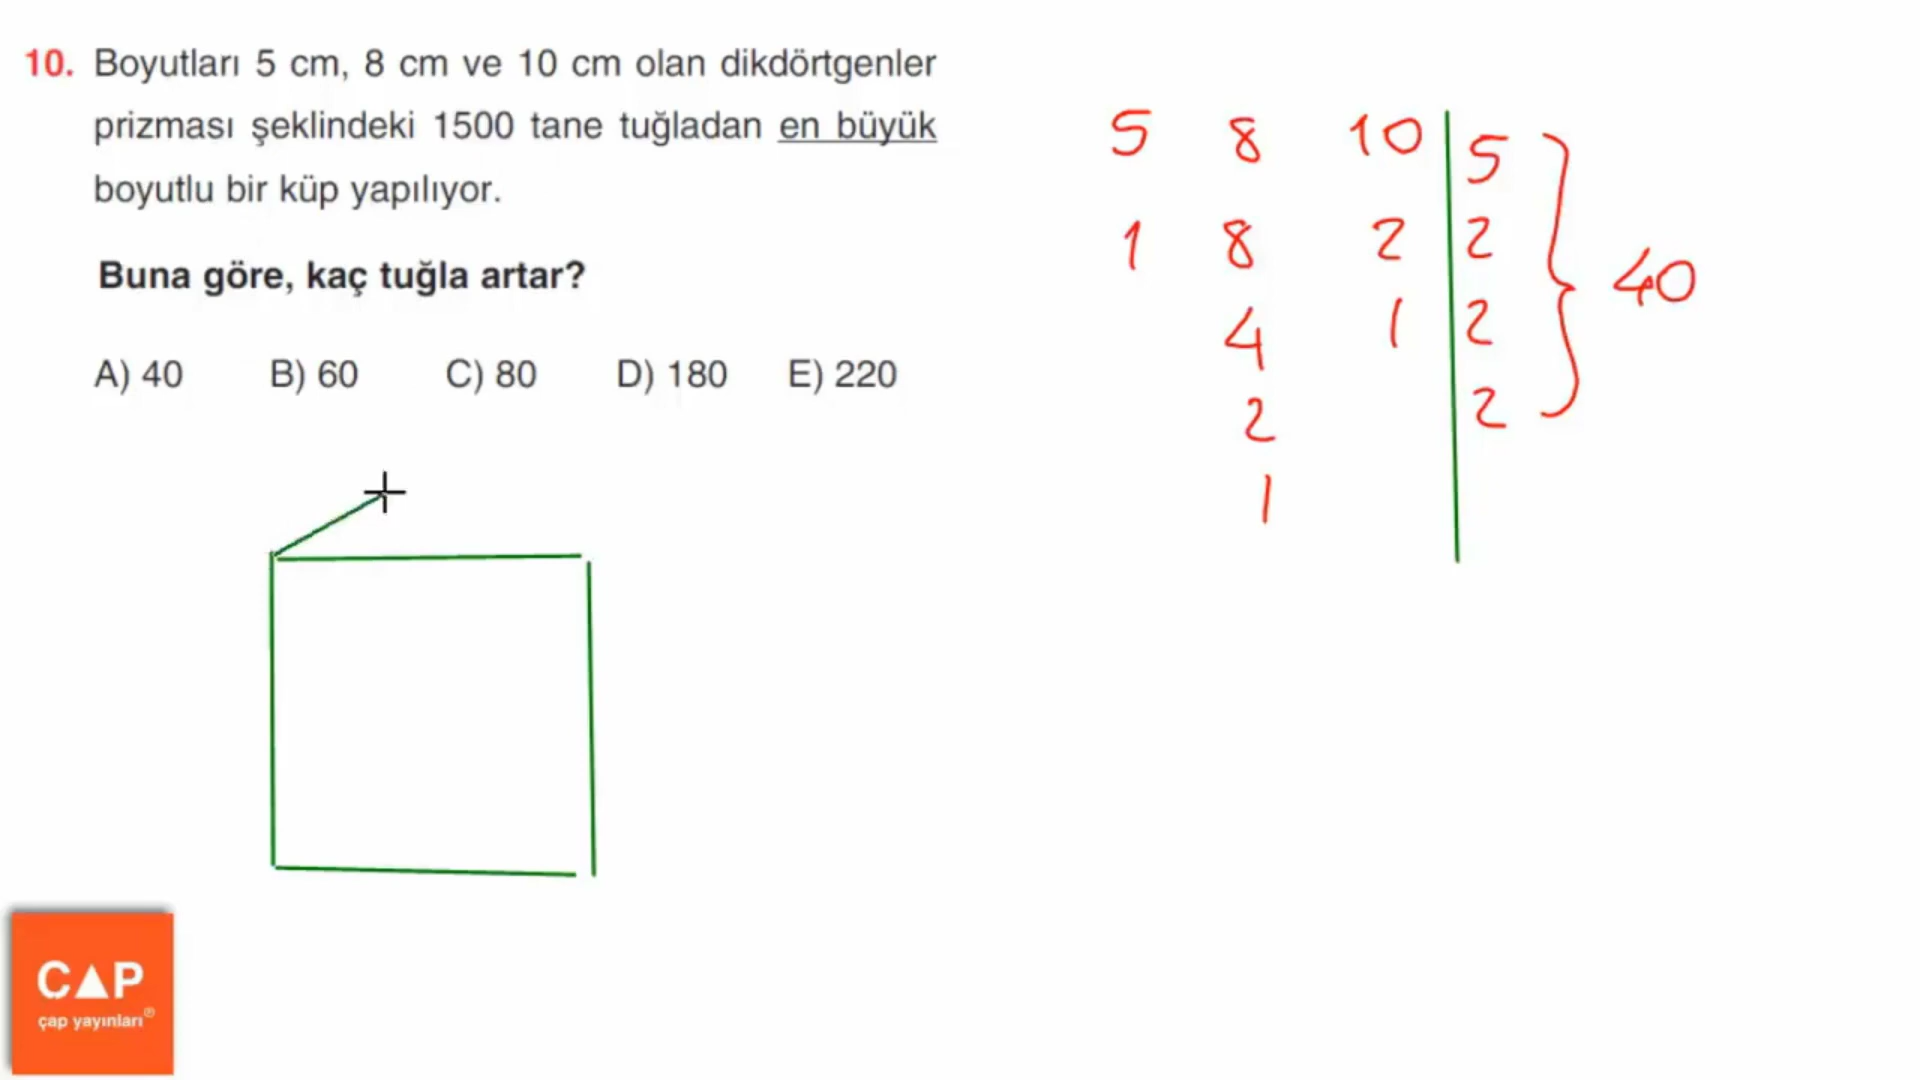 10. Boyutları 5 cm, 8 cm ve 10 cm olan dikdörtgenler
prizması şeklindeki 1500 tane tuğladan en büyük
boyutlu bir küp yapılıyor.
Buna göre, kaç tuğla artar?
A) 40 B) 60 C) 80 D) 180 E) 220
5 8 10 5
1 8 2 2
4 1 2
2 2
1
40
ÇAP
çap yayınları®